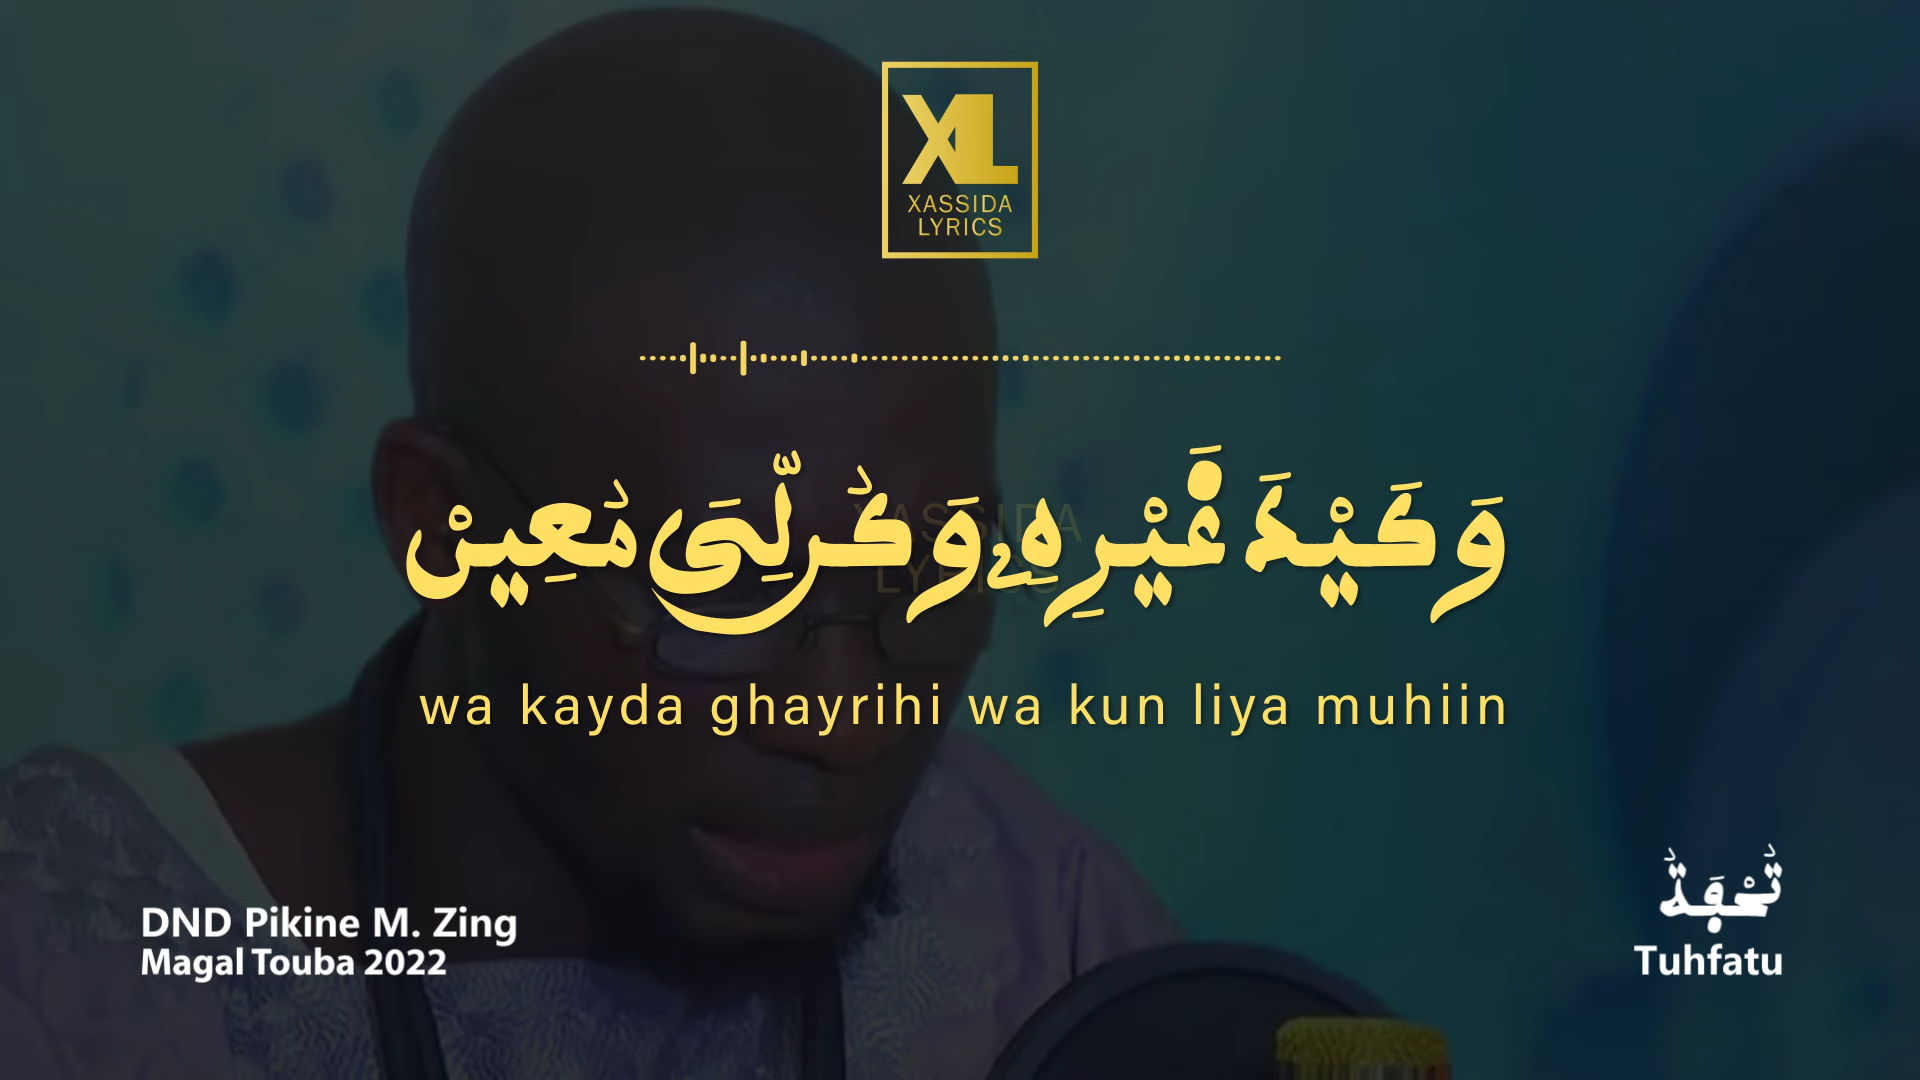 XL
XASSIDA
LYRICS
وَكَيْدَ غَيْرِهِۦ وَكُن لِّىَ مُعِينْ
wa kayda ghayrihi wa kun liya muhiin
DND Pikine M. Zing
Magal Touba 2022
تُحْفَةُ
Tuhfatu